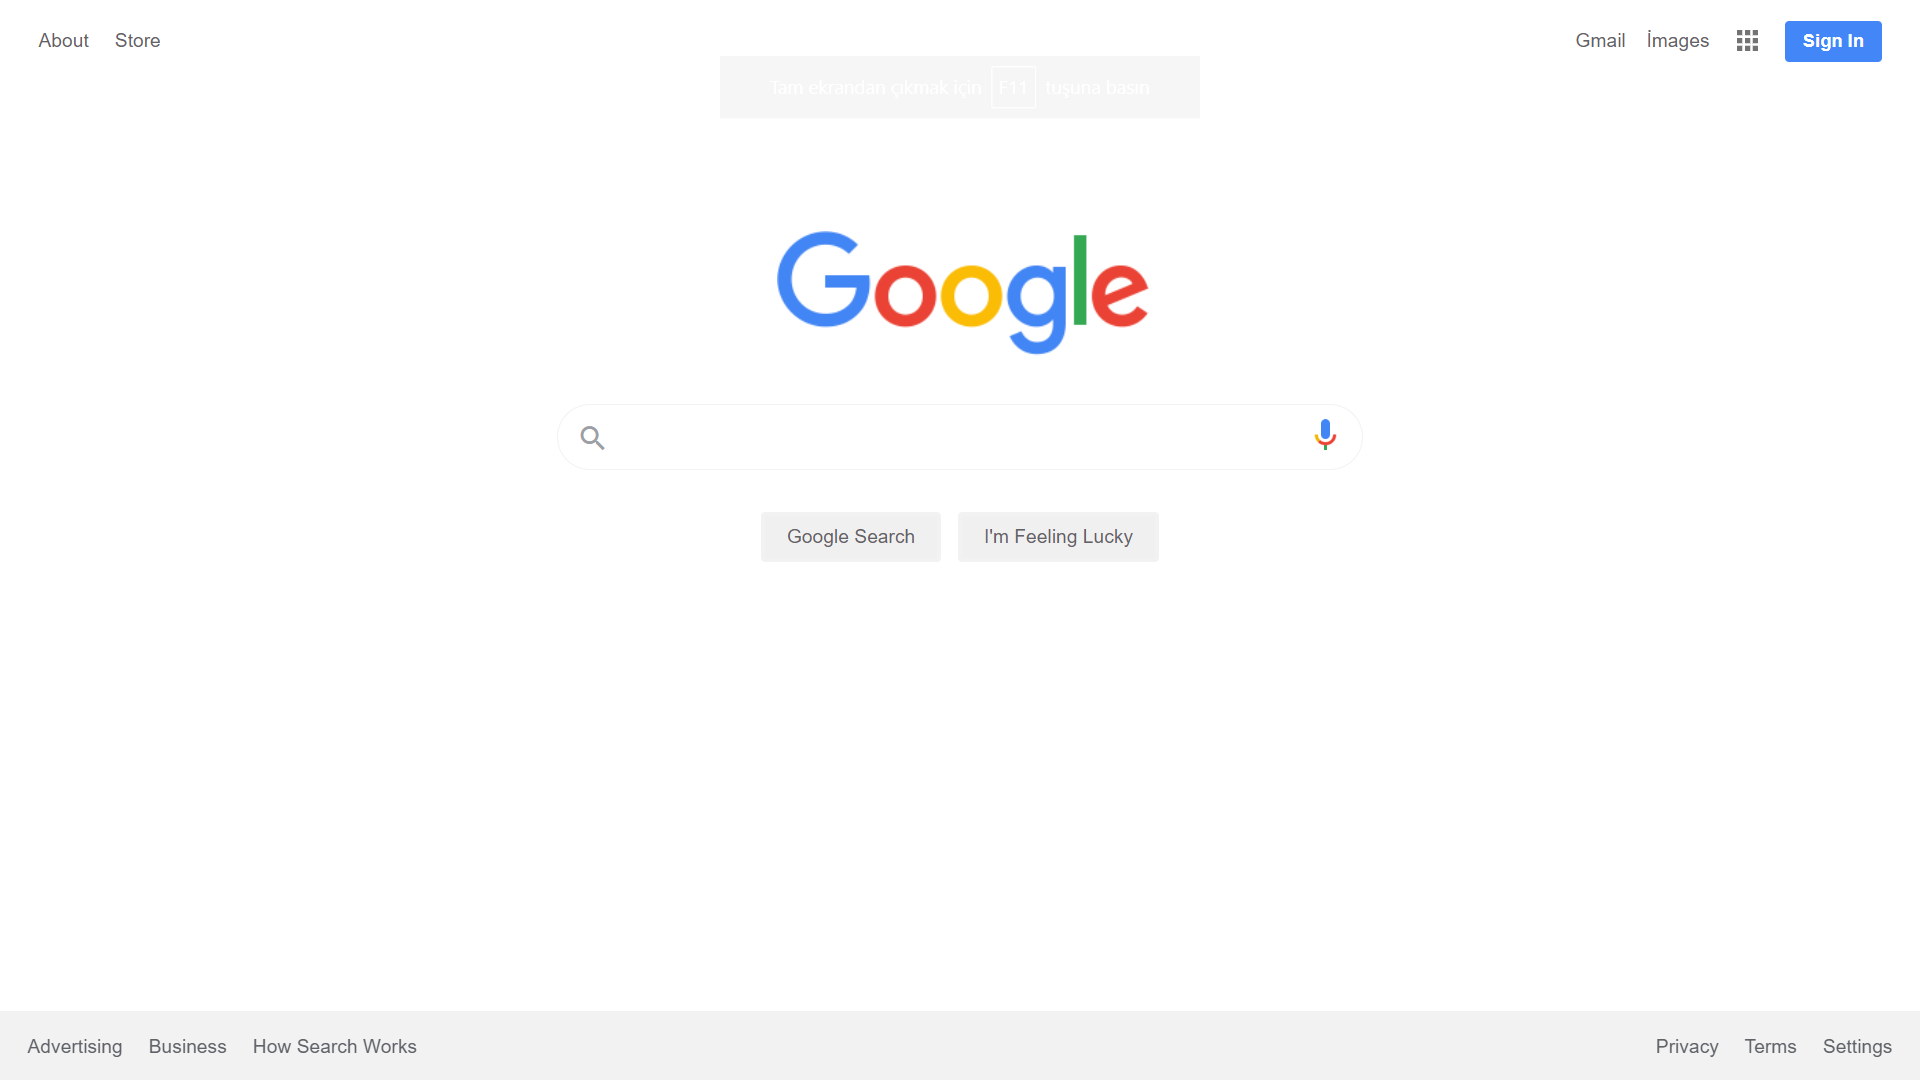 About Store Gmail İmages Sign In
Tam ekrandan çıkmak için F11 tuşuna basın
Google
Google Search I'm Feeling Lucky
Advertising Business How Search Works Privacy Terms Settings